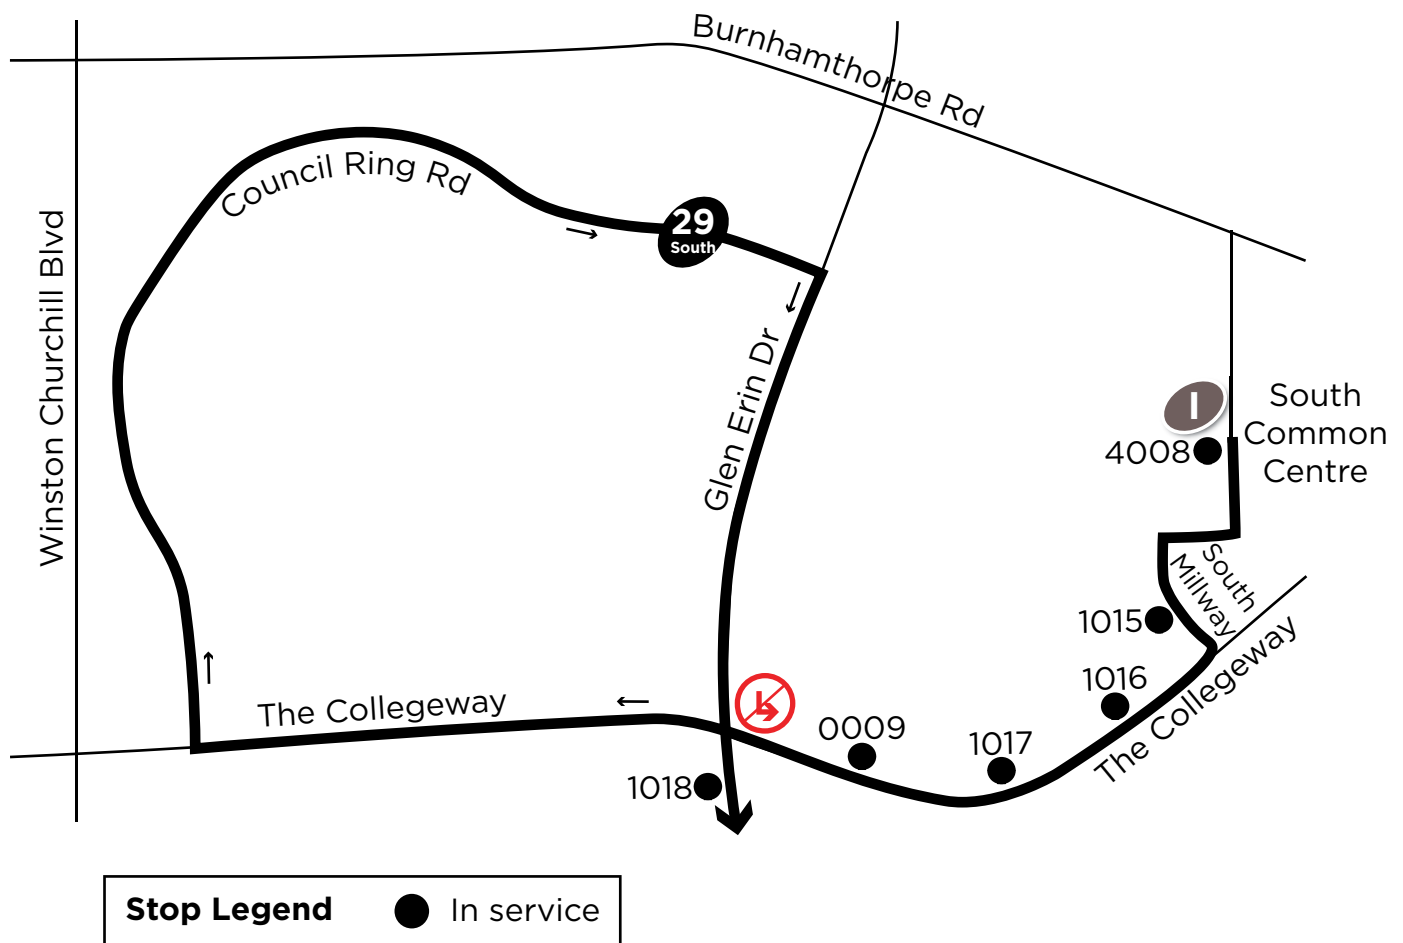 Burnhamthorpe Rd
Council Ring Rd
29
South
Winston Churchill Blvd
Glen Erin Dr
I
South
Common
Centre
4008
South
Millway
1015
1016
The Collegeway
The Collegeway
0009
1017
1018
Stop Legend
In service